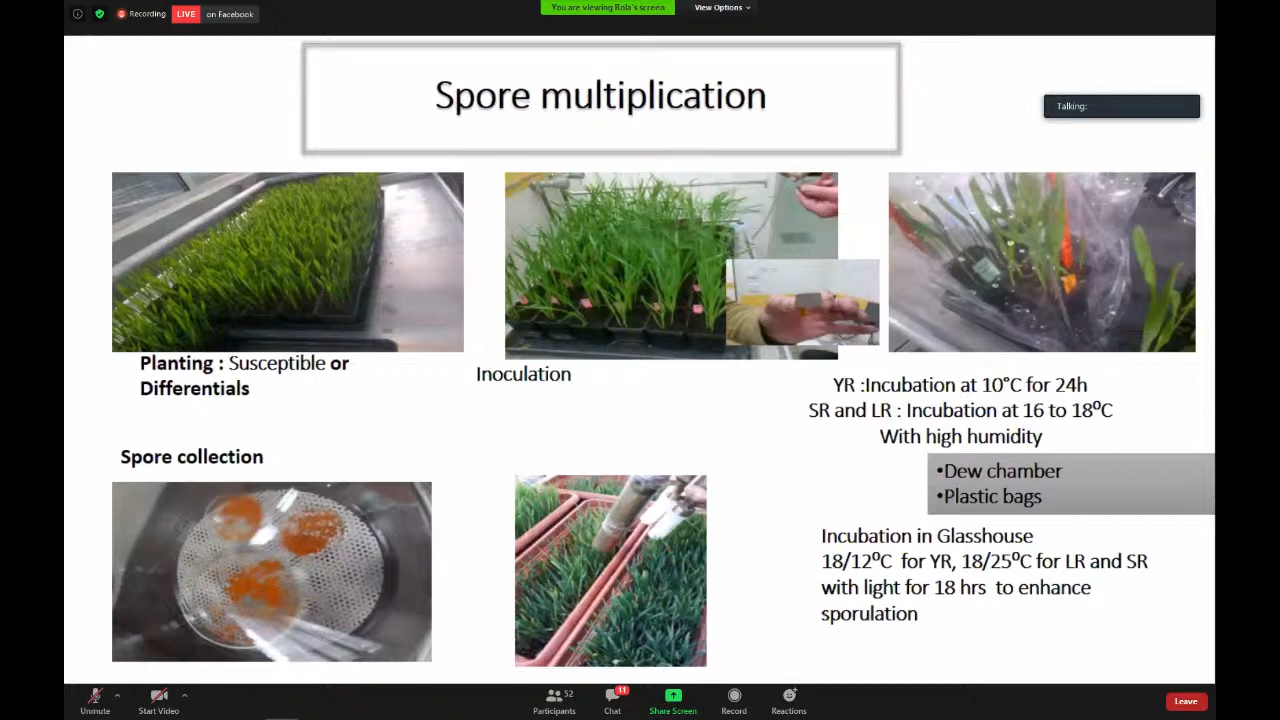 Recording
LIVE
on Facebook
You are viewing Rola's screen
View Options
Spore multiplication
Talking:
Planting : Susceptible or
Differentials
Inoculation
YR :Incubation at 10°C for 24h
SR and LR : Incubation at 16 to 18⁰C
With high humidity
•Dew chamber
•Plastic bags
Spore collection
Incubation in Glasshouse
18/12⁰C for YR, 18/25⁰C for LR and SR
with light for 18 hrs to enhance
sporulation
Unmute
Start Video
52
Participants
11
Chat
Share Screen
Record
Reactions
Leave